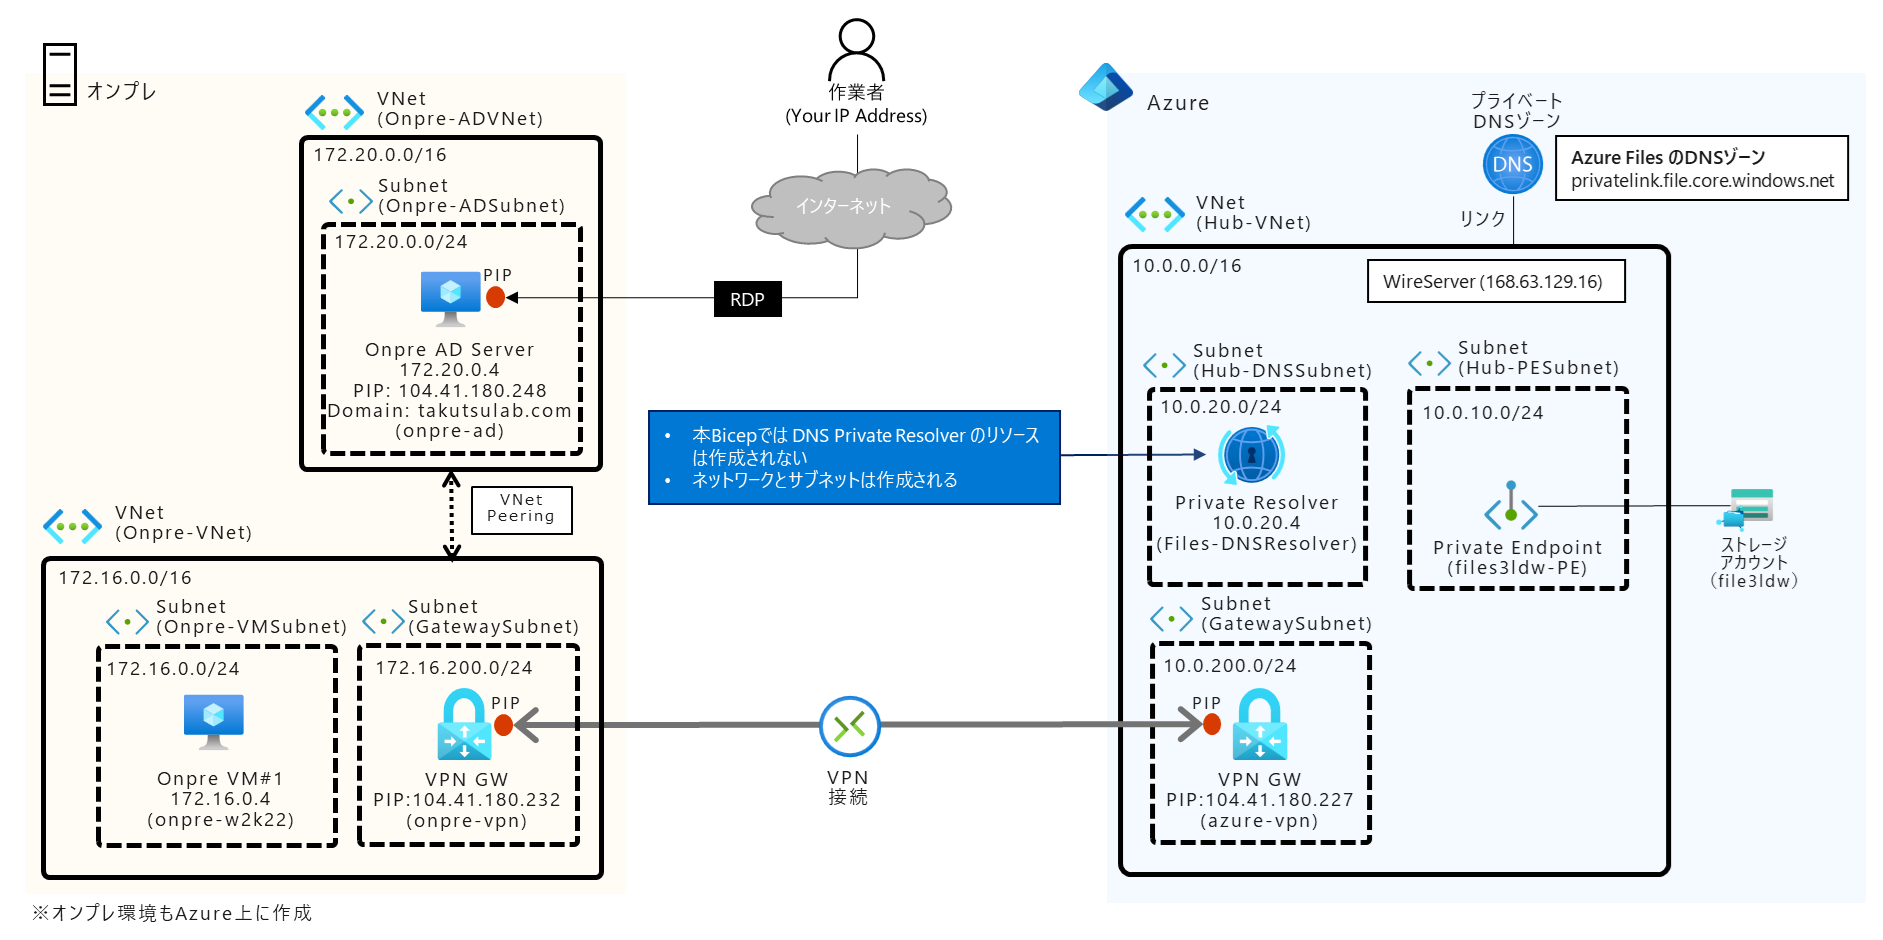 オンプレ
VNet
(Onpre-ADVNet)
172.20.0.0/16
Subnet
(Onpre-ADSubnet)
172.20.0.0/24
PIP
Onpre AD Server
172.20.0.4
PIP: 104.41.180.248
Domain: takutsulab.com
(onpre-ad)
VNet
Peering
VNet
(Onpre-VNet)
172.16.0.0/16
Subnet
(Onpre-VMSubnet)
172.16.0.0/24
Onpre VM#1
172.16.0.4
(onpre-w2k22)
Subnet
(GatewaySubnet)
172.16.200.0/24
PIP
VPN GW
PIP:104.41.180.232
(onpre-vpn)
※オンプレ環境もAzure上に作成
作業者
(Your IP Address)
インターネット
RDP
• 本Bicepでは DNS Private Resolver のリソース
は作成されない
• ネットワークとサブネットは作成される
VPN
接続
Azure
プライベート
DNSゾーン
DNS
Azure Files のDNSゾーン
privatelink.file.core.windows.net
リンク
VNet
(Hub-VNet)
10.0.0.0/16
WireServer (168.63.129.16)
Subnet
(Hub-DNSSubnet)
10.0.20.0/24
Private Resolver
10.0.20.4
(Files-DNSResolver)
Subnet
(Hub-PESubnet)
10.0.10.0/24
Private Endpoint
(files3ldw-PE)
ストレージ
アカウント
(file3ldw)
Subnet
(GatewaySubnet)
10.0.200.0/24
PIP
VPN GW
PIP:104.41.180.227
(azure-vpn)